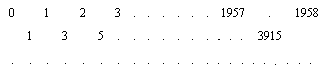 0 1 2 3 . . . . . . 1957 . 1958
1 3 5 . . . . . . . . . . 3915
. . . . . . . . . . . . . . . . . .